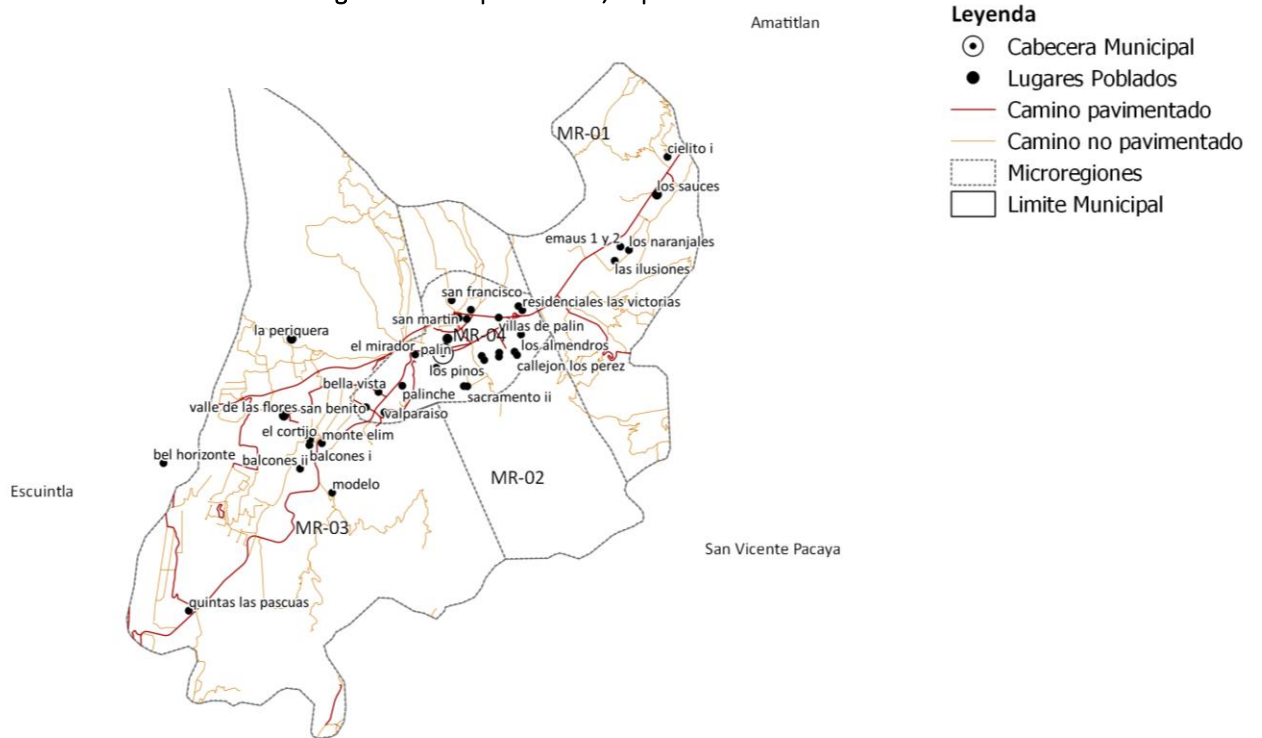 Amatitlan
Leyenda
Cabecera Municipal
Lugares Poblados
Camino pavimentado
Camino no pavimentado
Microregiones
Limite Municipal
MR-01
cielito i
los sauces
emaus 1 y 2
los naranjales
las ilusiones
san francisco
residenciales las victorias
san martin
villas de palin
la periquera
MR-04
el mirador
palin
los almendros
los pinos
callejon los perez
bella vista
palinche
sacramento ii
valle de las flores
san benito
valparaiso
el cortijo
monte elim
bel horizonte
balcones ii
balcones i
MR-02
modelo
Escuintla
MR-03
San Vicente Pacaya
quintas las pascuas